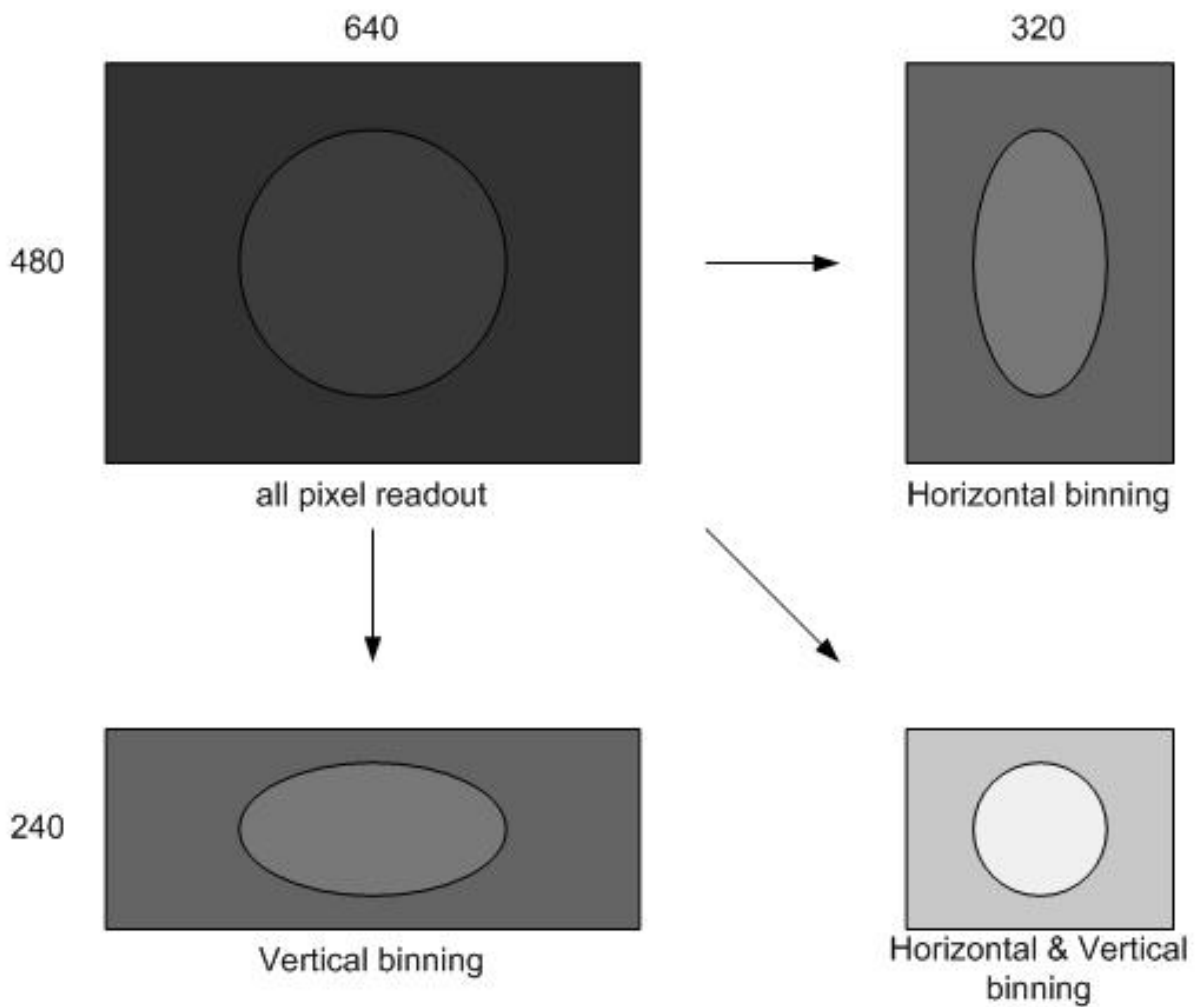 640
320
480
all pixel readout
Horizontal binning
240
Vertical binning
Horizontal & Vertical
binning